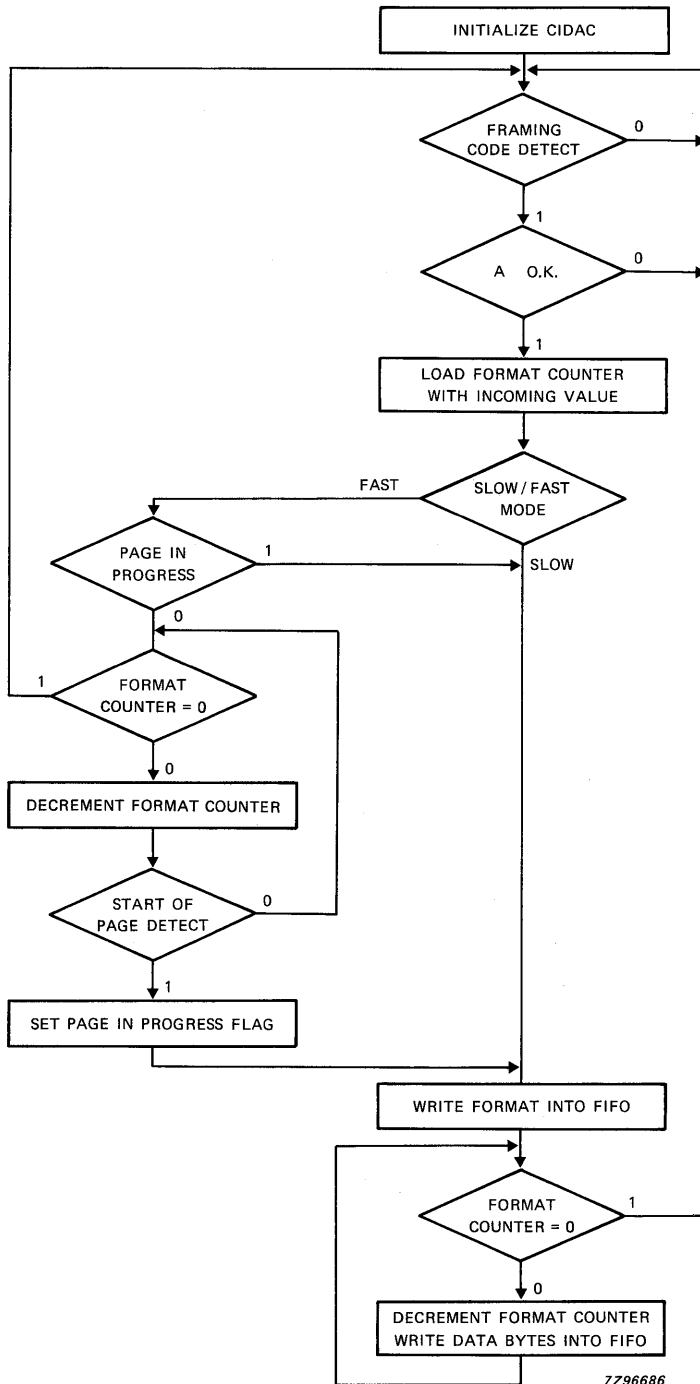 INITIALIZE CIDAC
FRAMING
CODE DETECT
0
1
A O.K.
0
1
LOAD FORMAT COUNTER
WITH INCOMING VALUE
SLOW/FAST
MODE
FAST
SLOW
PAGE IN
PROGRESS
1
0
FORMAT
COUNTER = 0
1
0
DECREMENT FORMAT COUNTER
START OF
PAGE DETECT
0
1
SET PAGE IN PROGRESS FLAG
WRITE FORMAT INTO FIFO
FORMAT
COUNTER = 0
1
0
DECREMENT FORMAT COUNTER
WRITE DATA BYTES INTO FIFO
7Z96686